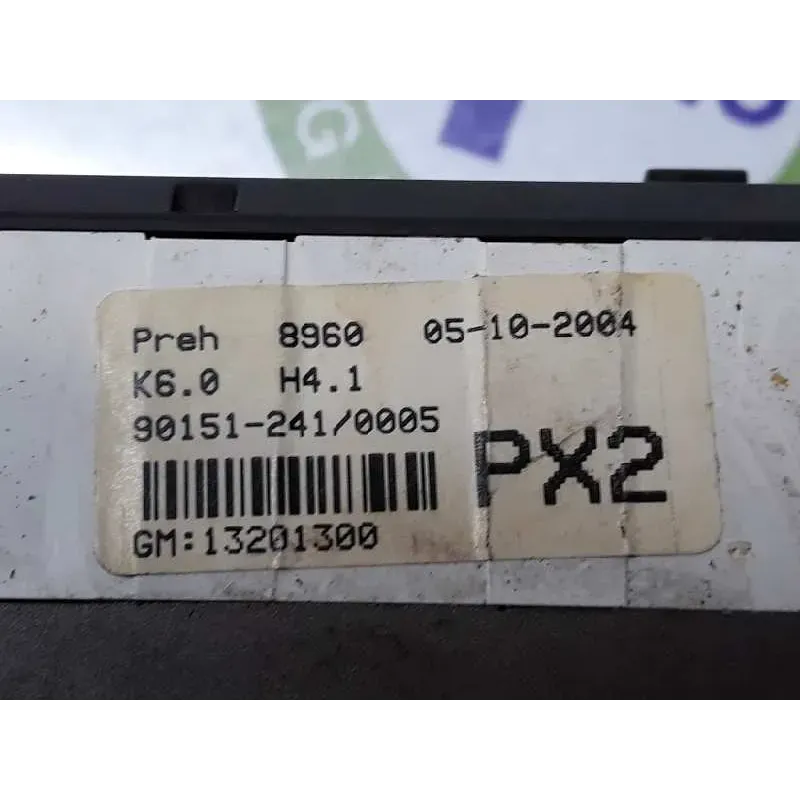 G
Preh 8960 05-10-2004
K6.0 H4.1
90151-241/0005
PX2
GM:13201300